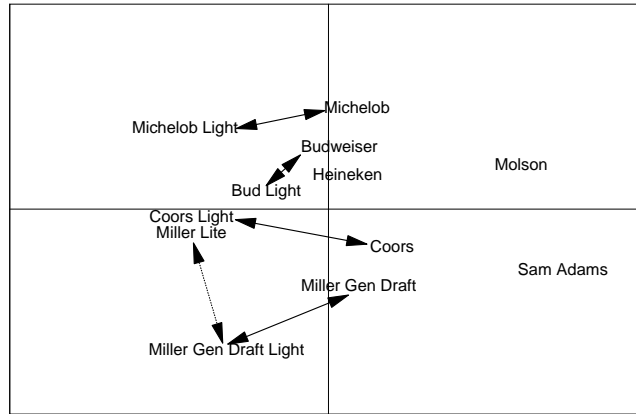 Michelob
Michelob Light
Budweiser
Molson
Heineken
Bud Light
Coors Light
Miller Lite
Coors
Sam Adams
Miller Gen Draft
Miller Gen Draft Light